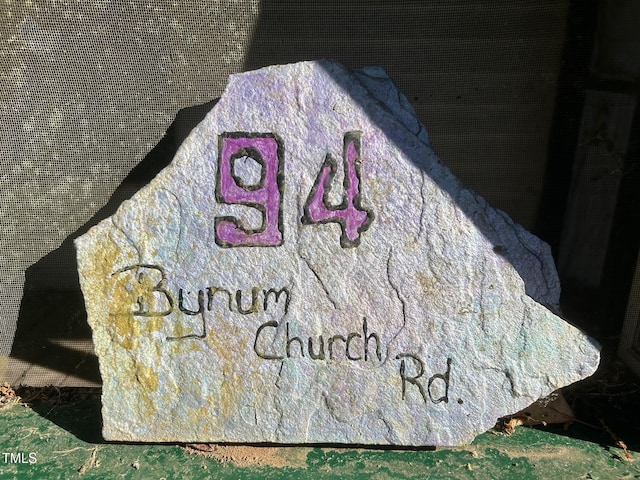 94
Bynum
Church
Rd.
TMLS